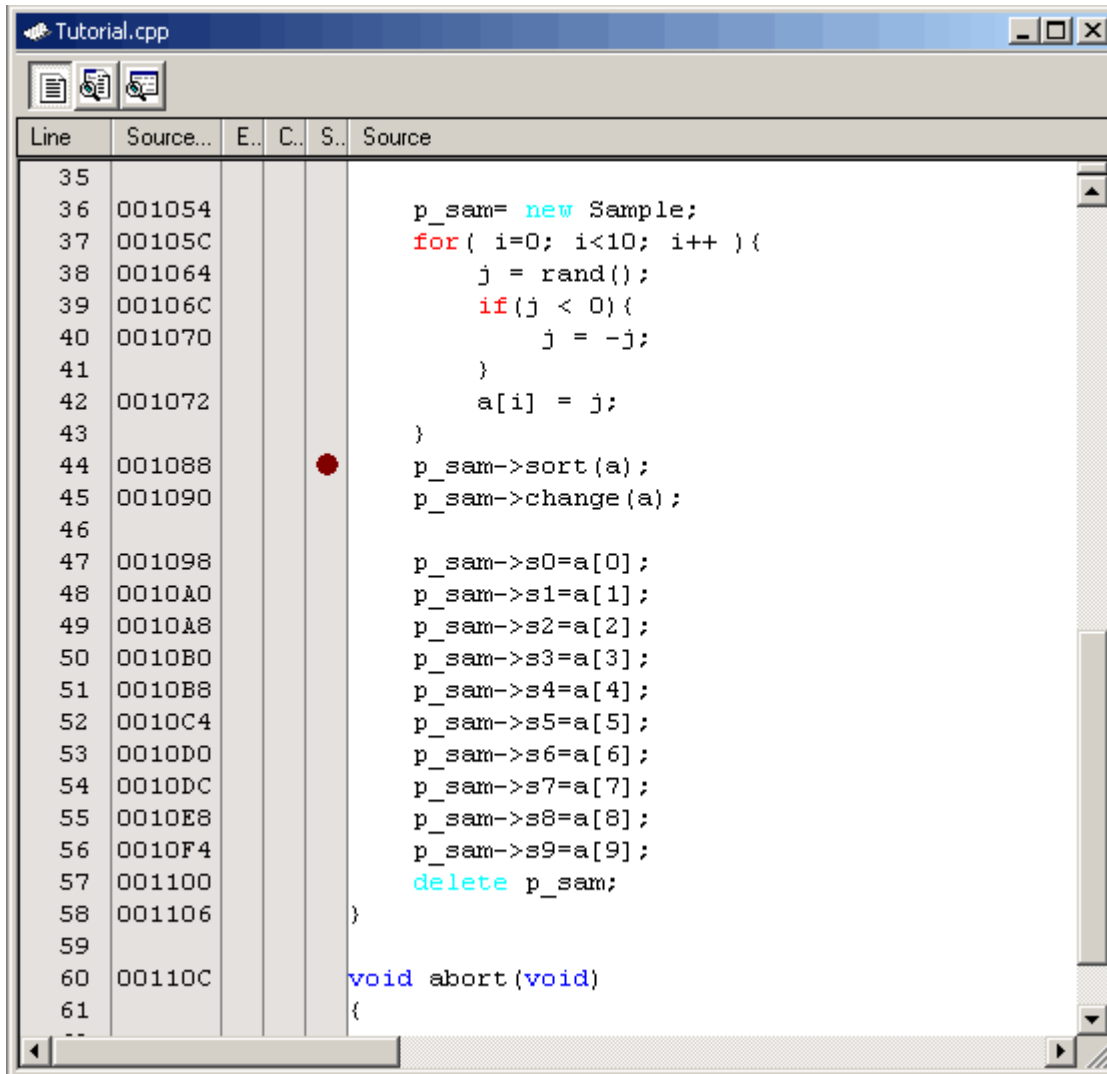 Tutorial.cpp
Line Source... E.. C.. S.. Source
35
36 001054 p_sam= new Sample;
37 00105C for( i=0; i<10; i++ ){
38 001064 j = rand();
39 00106C if(j < 0){
40 001070 j = -j;
41 }
42 001072 a[i] = j;
43 }
44 001088 p_sam->sort(a);
45 001090 p_sam->change(a);
46
47 001098 p_sam->s0=a[0];
48 0010A0 p_sam->s1=a[1];
49 0010A8 p_sam->s2=a[2];
50 0010B0 p_sam->s3=a[3];
51 0010B8 p_sam->s4=a[4];
52 0010C4 p_sam->s5=a[5];
53 0010D0 p_sam->s6=a[6];
54 0010DC p_sam->s7=a[7];
55 0010E8 p_sam->s8=a[8];
56 0010F4 p_sam->s9=a[9];
57 001100 delete p_sam;
58 001106 }
59
60 00110C void abort(void)
61 {